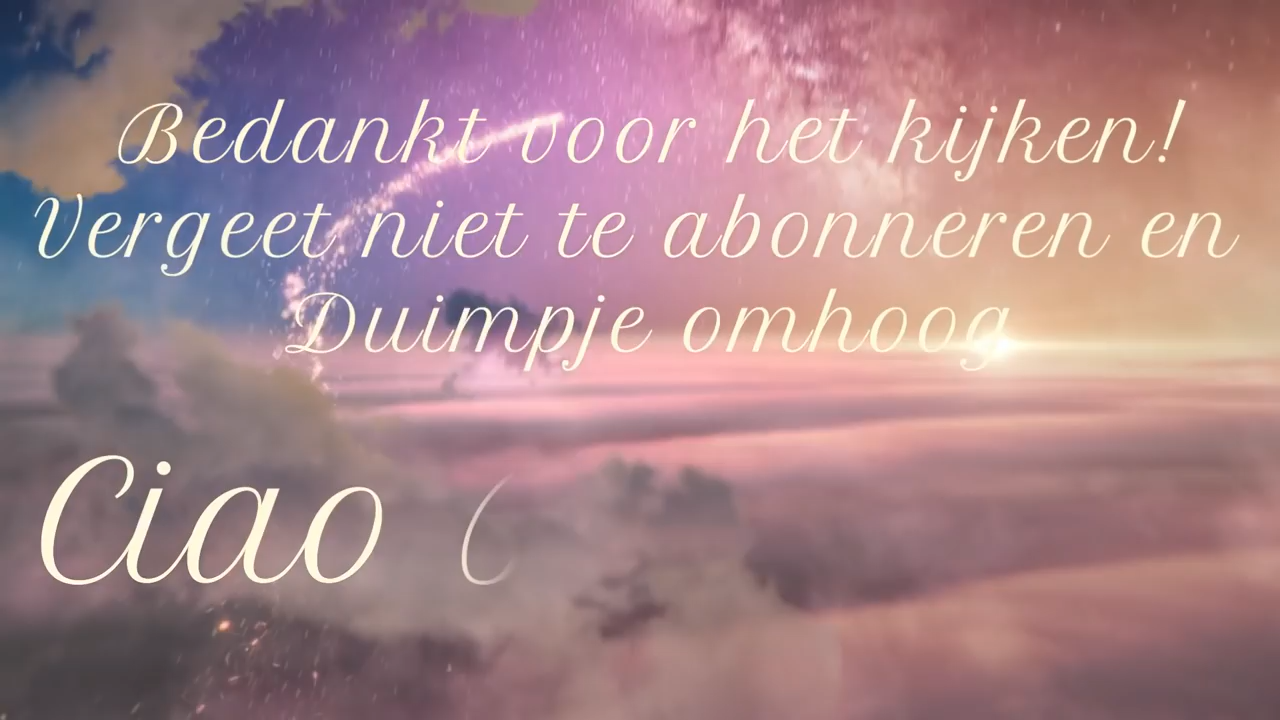 Bedankt voor het kijken!
Vergeet niet te abonneren en
Duimpje omhoog
Ciao